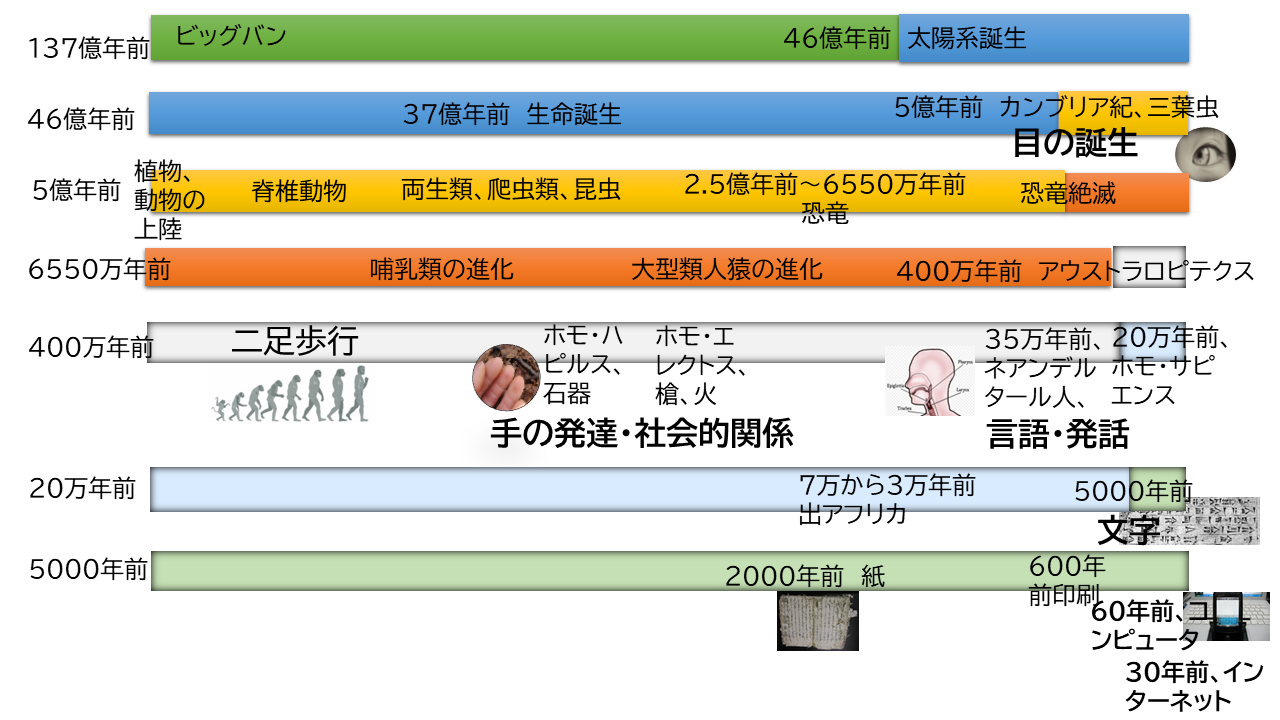 137億年前
ビッグバン
46億年前
太陽系誕生
46億年前
37億年前　生命誕生
5億年前　カンブリア紀、三葉虫
目の誕生
5億年前
植物、
動物の
上陸
脊椎動物
両生類、爬虫類、昆虫
2.5億年前～6550万年前
恐竜
恐竜絶滅
6550万年前
哺乳類の進化
大型類人猿の進化
400万年前　アウストラロピテクス
400万年前
二足歩行
ホモ・ハ
ピルス、
石器
ホモ・エ
レクトス、
槍、火
手の発達・社会的関係
Pharynx
Epiglottis
Larynx
Trachea
35万年前、
ネアンデル
タール人、
20万年前、
ホモ・サピ
エンス
言語・発話
20万年前
7万から3万年前
出アフリカ
5000年前
文字
5000年前
2000年前　紙
600年
前印刷
60年前、コ
ンピュータ
30年前、イン
ターネット